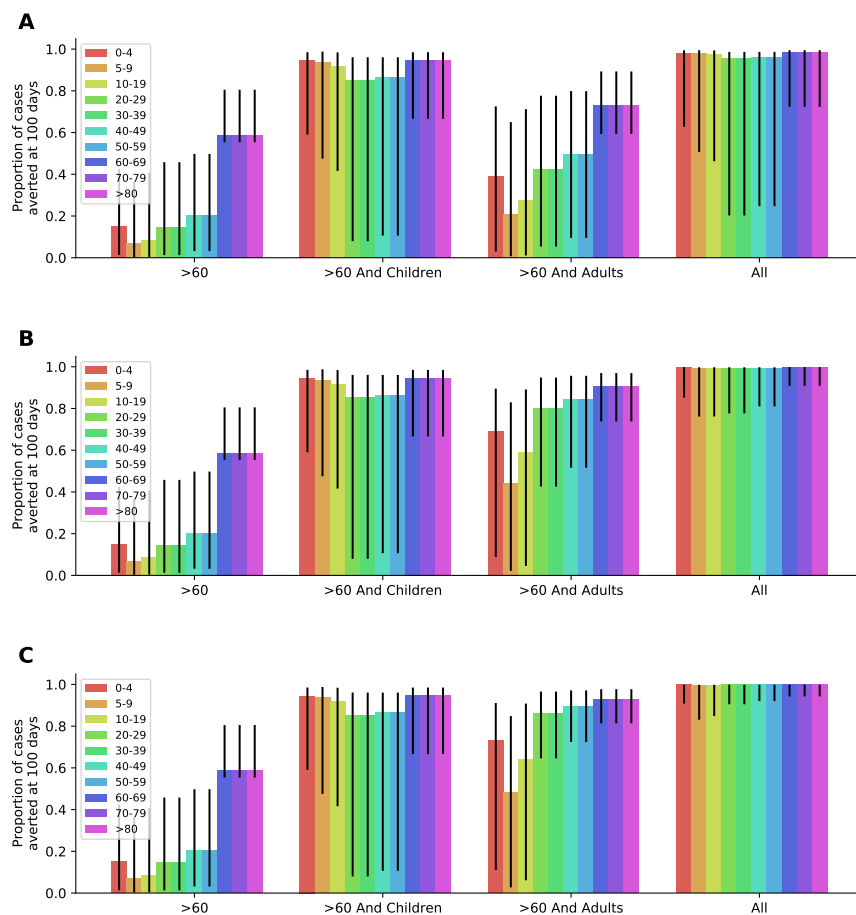 A
Proportion of cases
averted at 100 days
1.0
0.8
0.6
0.4
0.2
0.0
0-4
5-9
10-19
20-29
30-39
40-49
50-59
60-69
70-79
>80
>60
>60 And Children
>60 And Adults
All
B
Proportion of cases
averted at 100 days
1.0
0.8
0.6
0.4
0.2
0.0
0-4
5-9
10-19
20-29
30-39
40-49
50-59
60-69
70-79
>80
>60
>60 And Children
>60 And Adults
All
C
Proportion of cases
averted at 100 days
1.0
0.8
0.6
0.4
0.2
0.0
0-4
5-9
10-19
20-29
30-39
40-49
50-59
60-69
70-79
>80
>60
>60 And Children
>60 And Adults
All